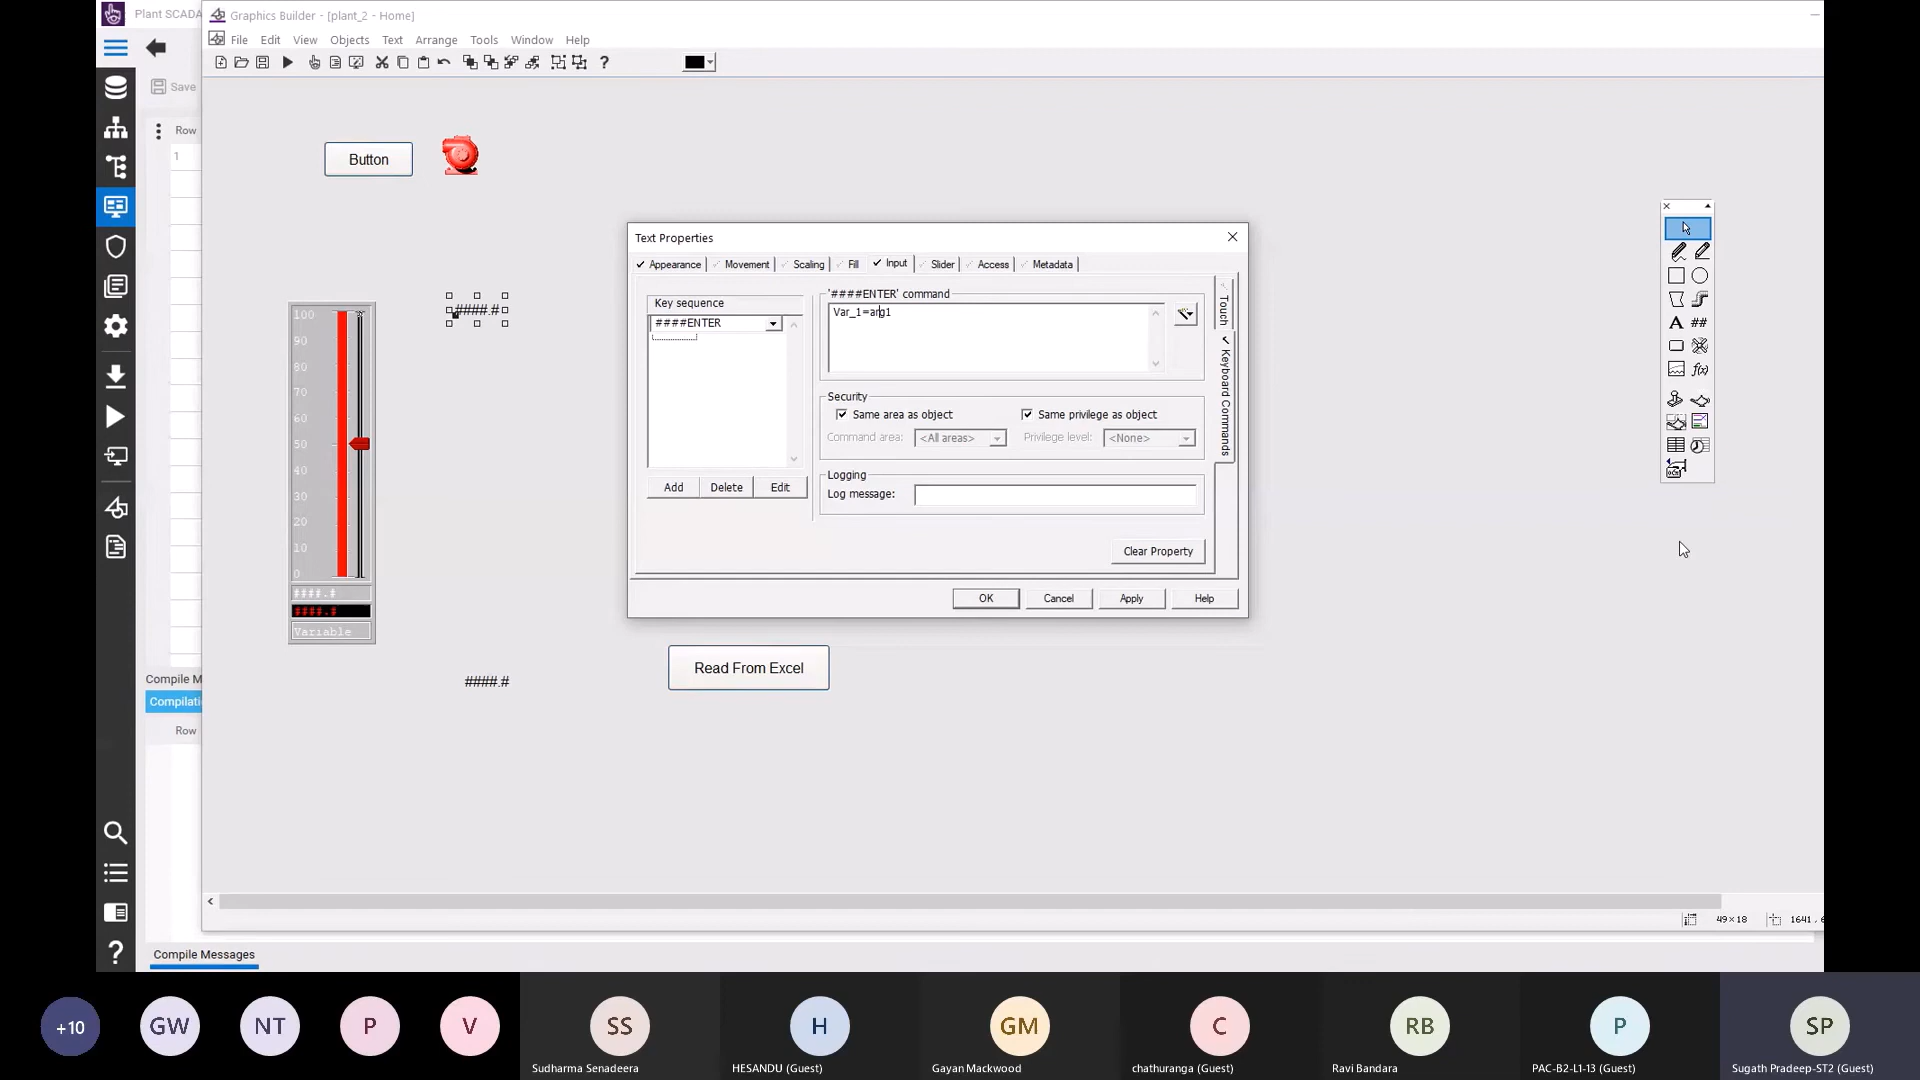 Plant SCADA
Graphics Builder - [plant_2 - Home]
File Edit View Objects Text Arrange Tools Window Help
Save
Row
1
Button
Text Properties
Appearance Movement Scaling Fill Input Slider Access Metadata
Key sequence
####ENTER
'####ENTER' command
Var_1=arg1
Touch
Keyboard Commands
Security
Same area as object
Same privilege as object
Command area: <All areas>
Privilege level: <None>
Add Delete Edit
Logging
Log message:
Clear Property
OK Cancel Apply Help
####.#
100
90
80
70
60
50
40
30
20
10
0
####.#
####.#
Variable
####.#
Read From Excel
A ##
f(x)
Compile M
Compilati
Row
49×18
1641 ,
Compile Messages
+10
GW
NT
P
V
SS
Sudharma Senadeera
H
HESANDU (Guest)
GM
Gayan Mackwood
C
chathuranga (Guest)
RB
Ravi Bandara
P
PAC-B2-L1-13 (Guest)
SP
Sugath Pradeep-ST2 (Guest)